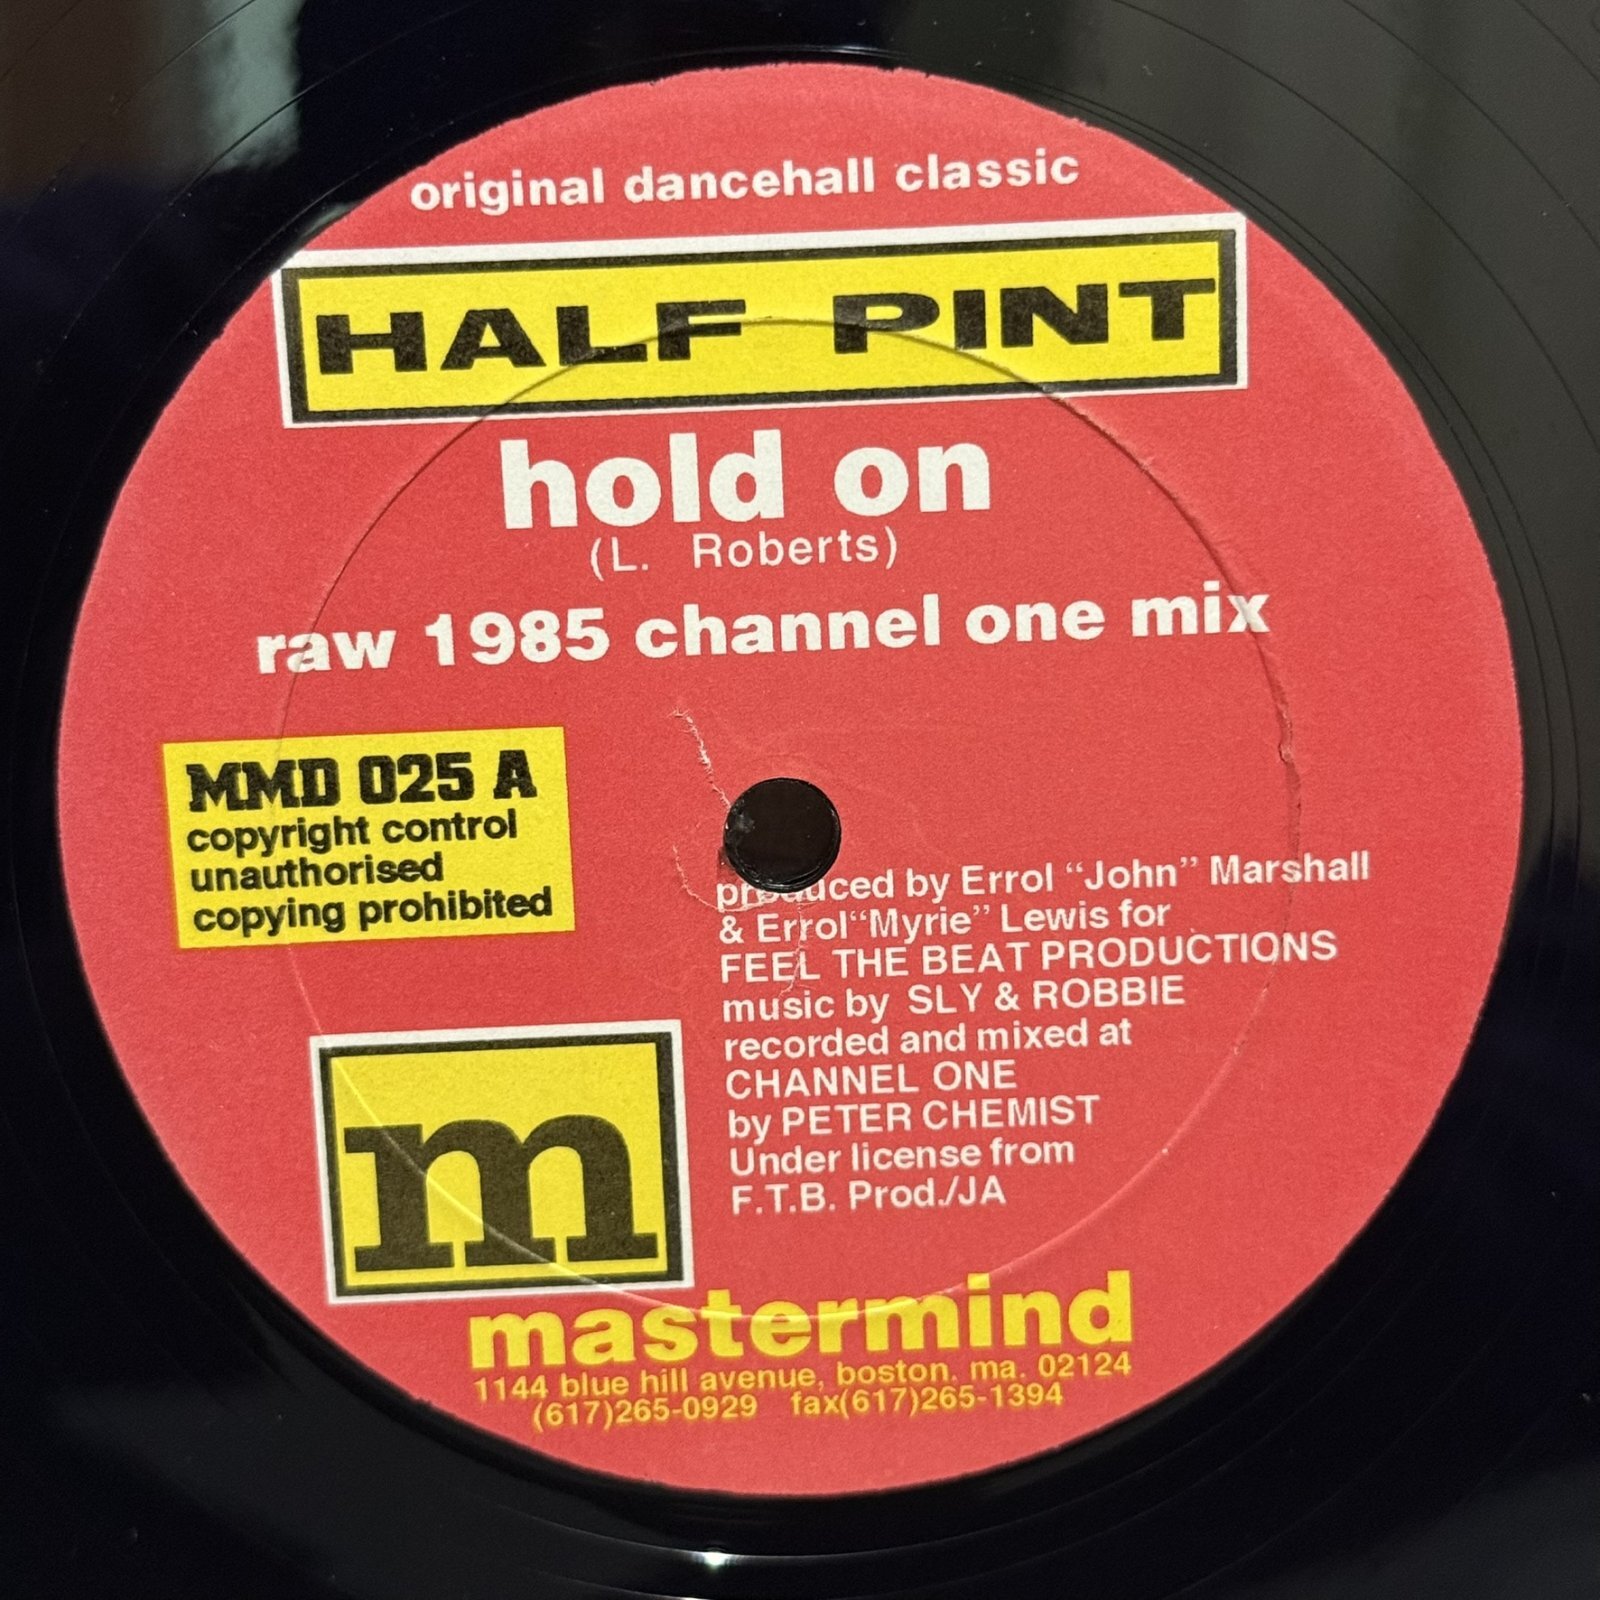 original dancehall classic
HALF PINT
hold on
(L. Roberts)
raw 1985 channel one mix
MMD 025 A
copyright control
unauthorised
copying prohibited
produced by Errol “John” Marshall
& Errol“Myrie” Lewis for
FEEL THE BEAT PRODUCTIONS
music by SLY & ROBBIE
recorded and mixed at
CHANNEL ONE
by PETER CHEMIST
Under license from
F.T.B. Prod./JA
m
mastermind
1144 blue hill avenue, boston. ma. 02124
(617)265-0929 fax(617)265-1394